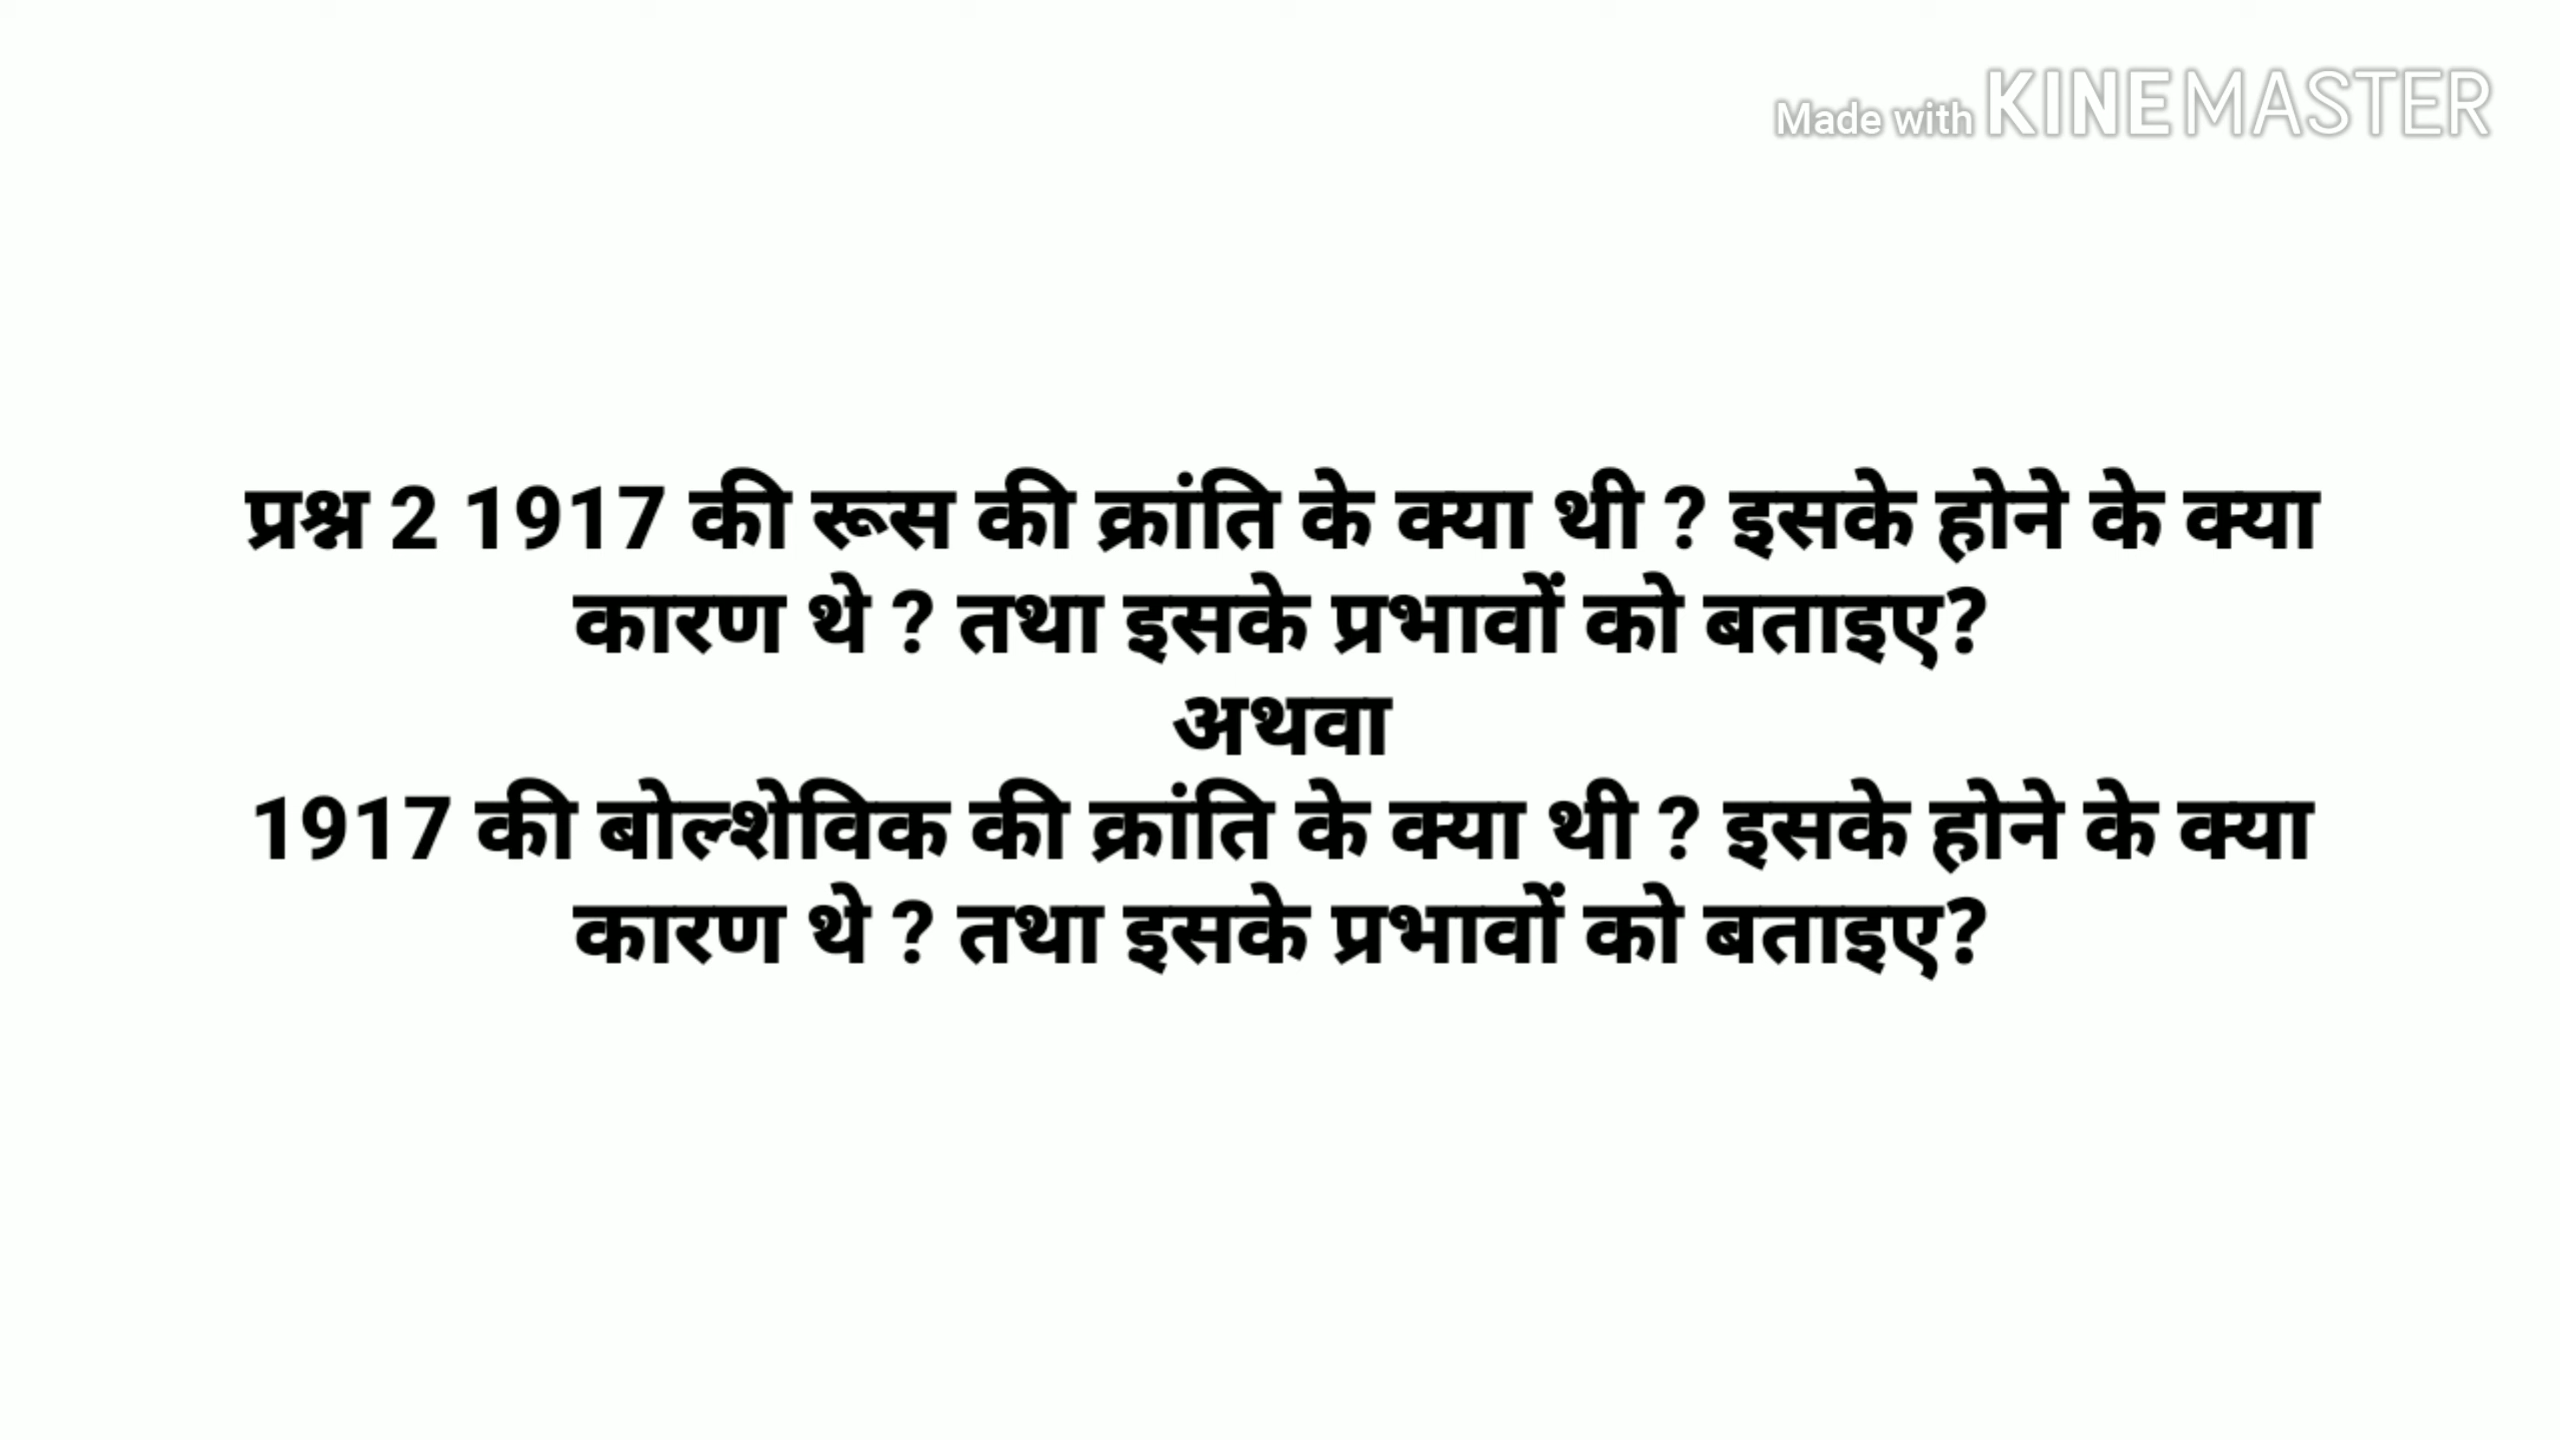 Made with KINEMASTER
प्रश्न 2 1917 की रूस की क्रांति के क्या थी ? इसके होने के क्या
कारण थे ? तथा इसके प्रभावों को बताइए?
अथवा
1917 की बोल्शेविक की क्रांति के क्या थी ? इसके होने के क्या
कारण थे ? तथा इसके प्रभावों को बताइए?